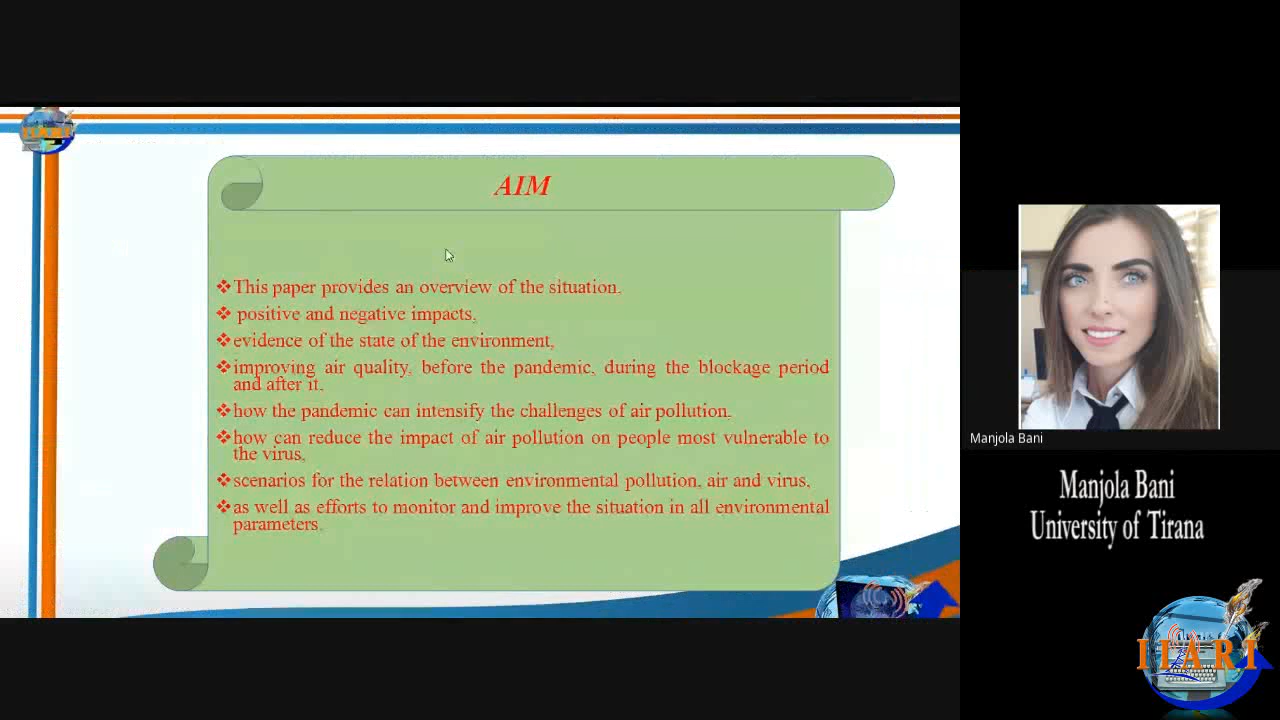 AIM
❖This paper provides an overview of the situation.
❖ positive and negative impacts,
❖evidence of the state of the environment,
❖improving air quality, before the pandemic, during the blockage period
and after it.
❖how the pandemic can intensify the challenges of air pollution.
❖how can reduce the impact of air pollution on people most vulnerable to
the virus,
❖scenarios for the relation between environmental pollution, air and virus,
❖as well as efforts to monitor and improve the situation in all environmental
parameters.
Manjola Bani
Manjola Bani
University of Tirana